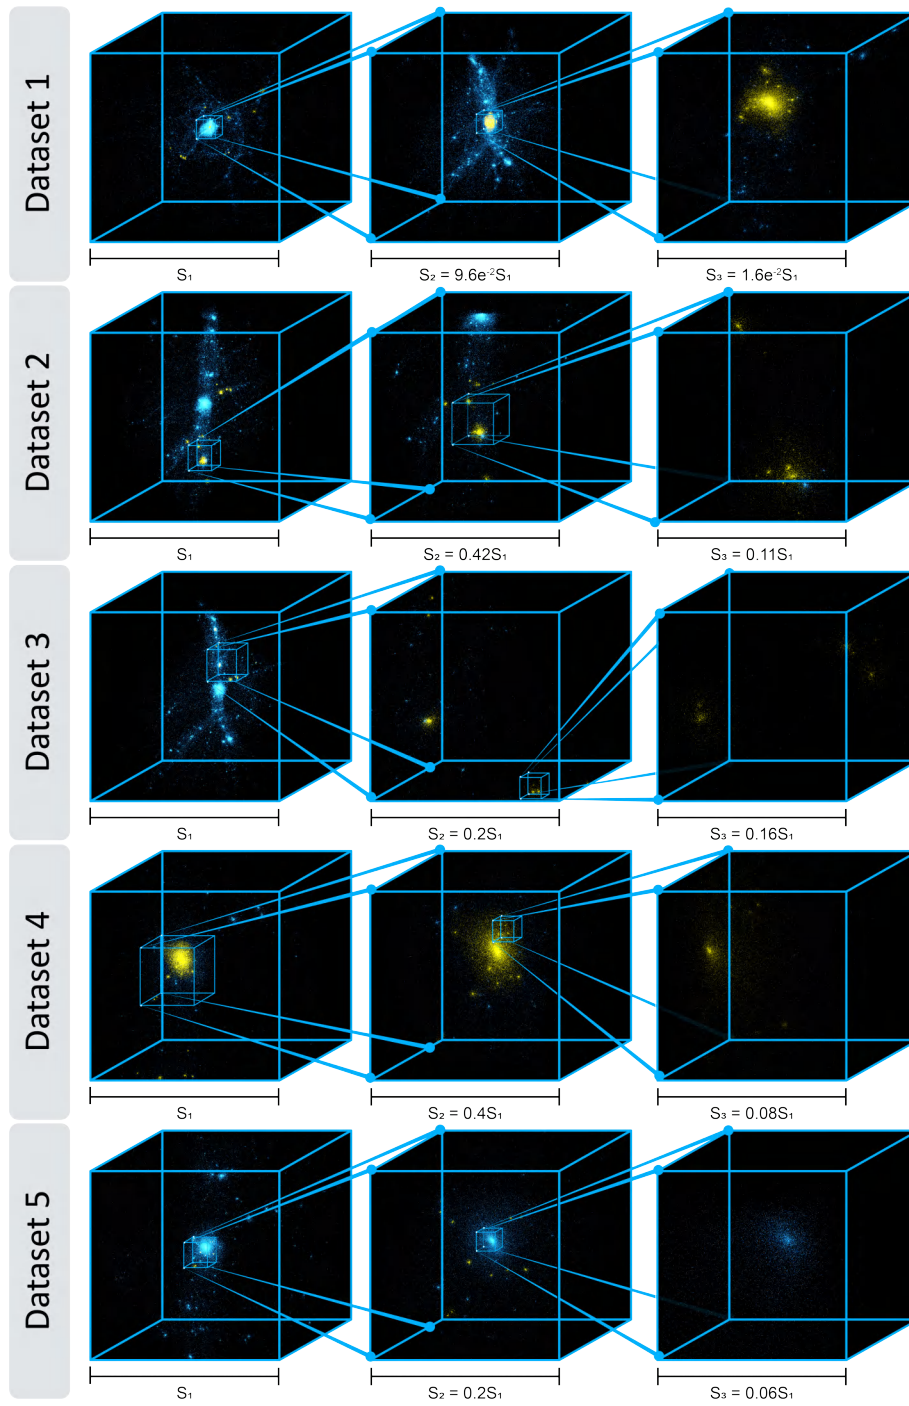 Dataset 1
S₁
S₂ = 9.6e⁻²S₁
S₃ = 1.6e⁻²S₁
Dataset 2
S₁
S₂ = 0.42S₁
S₃ = 0.11S₁
Dataset 3
S₁
S₂ = 0.2S₁
S₃ = 0.16S₁
Dataset 4
S₁
S₂ = 0.4S₁
S₃ = 0.08S₁
Dataset 5
S₁
S₂ = 0.2S₁
S₃ = 0.06S₁